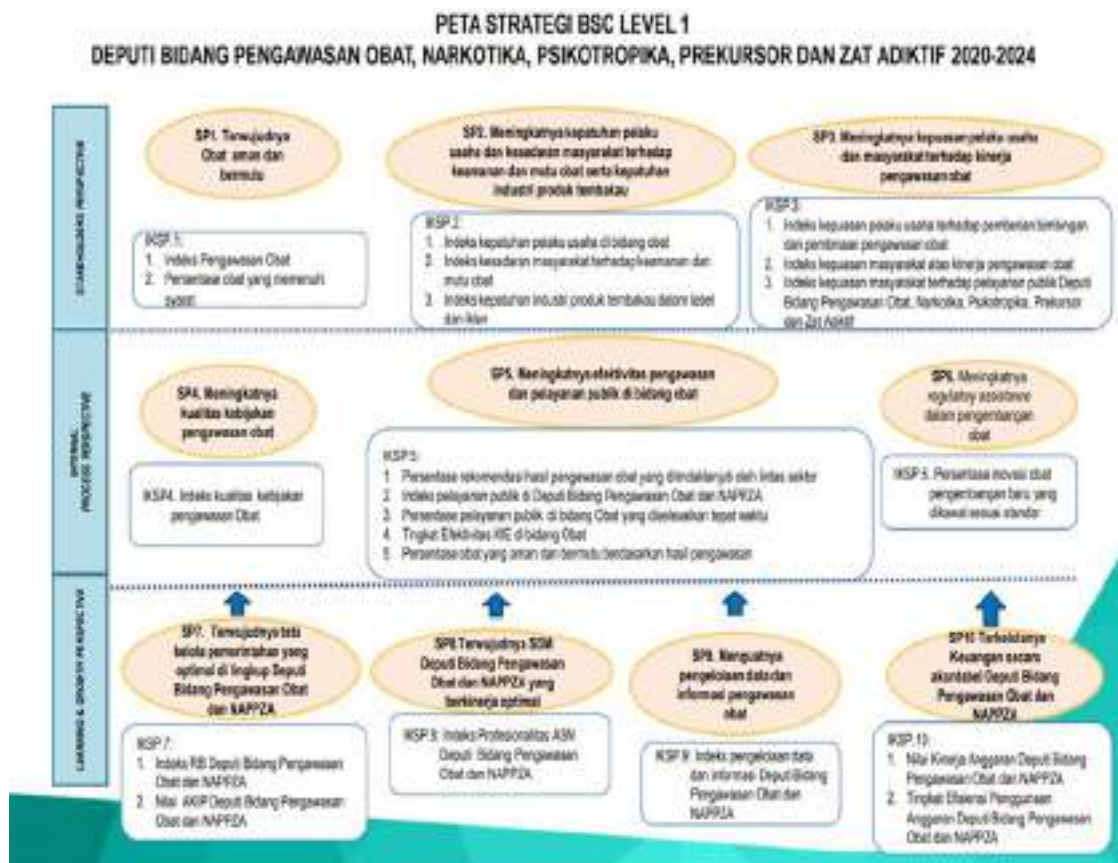 PETA STRATEGI BSC LEVEL 1
DEPUTI BIDANG PENGAWASAN OBAT, NARKOTIKA, PSIKOTROPIKA, PREKURSOR DAN ZAT ADIKTIF 2020-2024
STAKEHOLDERS PERSPECTIVE
SP1. Terwujudnya
Obat aman dan
bermutu
SP2. Meningkatnya kepatuhan pelaku
usaha dan kesadaran masyarakat terhadap
keamanan dan mutu obat serta kepatuhan
industri produk tembakau
SP3. Meningkatnya kepuasan pelaku usaha
dan masyarakat terhadap kinerja
pengawasan obat
IKSP.1:
1. Indeks Pengawasan Obat
2. Persentase obat yang memenuhi
syarat
IKSP.2:
1. Indeks kepatuhan pelaku usaha di bidang obat
2. Indeks kesadaran masyarakat terhadap keamanan dan
mutu obat
3. Indeks kepatuhan industri produk tembakau dalam label
dan iklan
IKSP.3:
1. Indeks kepuasan pelaku usaha terhadap pemberian bimbingan
dan pembinaan pengawasan obat
2. Indeks kepuasan masyarakat atas kinerja pengawasan obat
3. Indeks kepuasan masyarakat terhadap pelayanan publik Deputi
Bidang Pengawasan Obat, Narkotika, Psikotropika, Prekursor
dan Zat Adiktif
INTERNAL
PROCESS PERSPECTIVE
SP4. Meningkatnya
kualitas kebijakan
pengawasan obat
SP5. Meningkatnya efektivitas pengawasan
dan pelayanan publik di bidang obat
SP6. Meningkatnya
regulatory assistance
dalam pengembangan
obat
IKSP4. Indeks kualitas kebijakan
pengawasan Obat
IKSP.5:
1. Persentase rekomendasi hasil pengawasan obat yang ditindaklanjuti oleh lintas sektor
2. Indeks pelayanan publik di Deputi Bidang Pengawasan Obat dan NAPPZA
3. Persentase pelayanan publik di bidang Obat yang diselesaikan tepat waktu
4. Tingkat Efektivitas KIE di bidang Obat
5. Persentase obat yang aman dan bermutu berdasarkan hasil pengawasan
IKSP.6. Persentase inovasi obat
pengembangan baru yang
dikawal sesuai standar
LEARNING & GROWTH PERSPECTIVE
SP7. Terwujudnya tata
kelola pemerintahan yang
optimal di lingkup Deputi
Bidang Pengawasan Obat
dan NAPPZA
SP8 Terwujudnya SDM
Deputi Bidang Pengawasan
Obat dan NAPPZA yang
berkinerja optimal
SP9. Menguatnya
pengelolaan data dan
informasi pengawasan
obat
SP10 Terkelolanya
Keuangan secara
akuntabel Deputi Bidang
Pengawasan Obat dan
NAPPZA
IKSP.7:
1. Indeks RB Deputi Bidang Pengawasan
Obat dan NAPPZA
2. Nilai AKIP Deputi Bidang Pengawasan
Obat dan NAPPZA
IKSP.8: Indeks Profesionalitas ASN
Deputi Bidang Pengawasan
Obat dan NAPPZA
IKSP.9: Indeks pengelolaan data
dan informasi Deputi Bidang
Pengawasan Obat dan
NAPPZA
IKSP.10:
1. Nilai Kinerja Anggaran Deputi Bidang
Pengawasan Obat dan NAPPZA
2. Tingkat Efisiensi Penggunaan
Anggaran Deputi Bidang Pengawasan
Obat dan NAPPZA